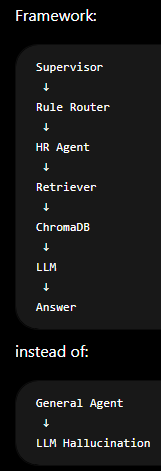 Framework:
Supervisor
↓
Rule Router
↓
HR Agent
↓
Retriever
↓
ChromaDB
↓
LLM
↓
Answer
instead of:
General Agent
↓
LLM Hallucination